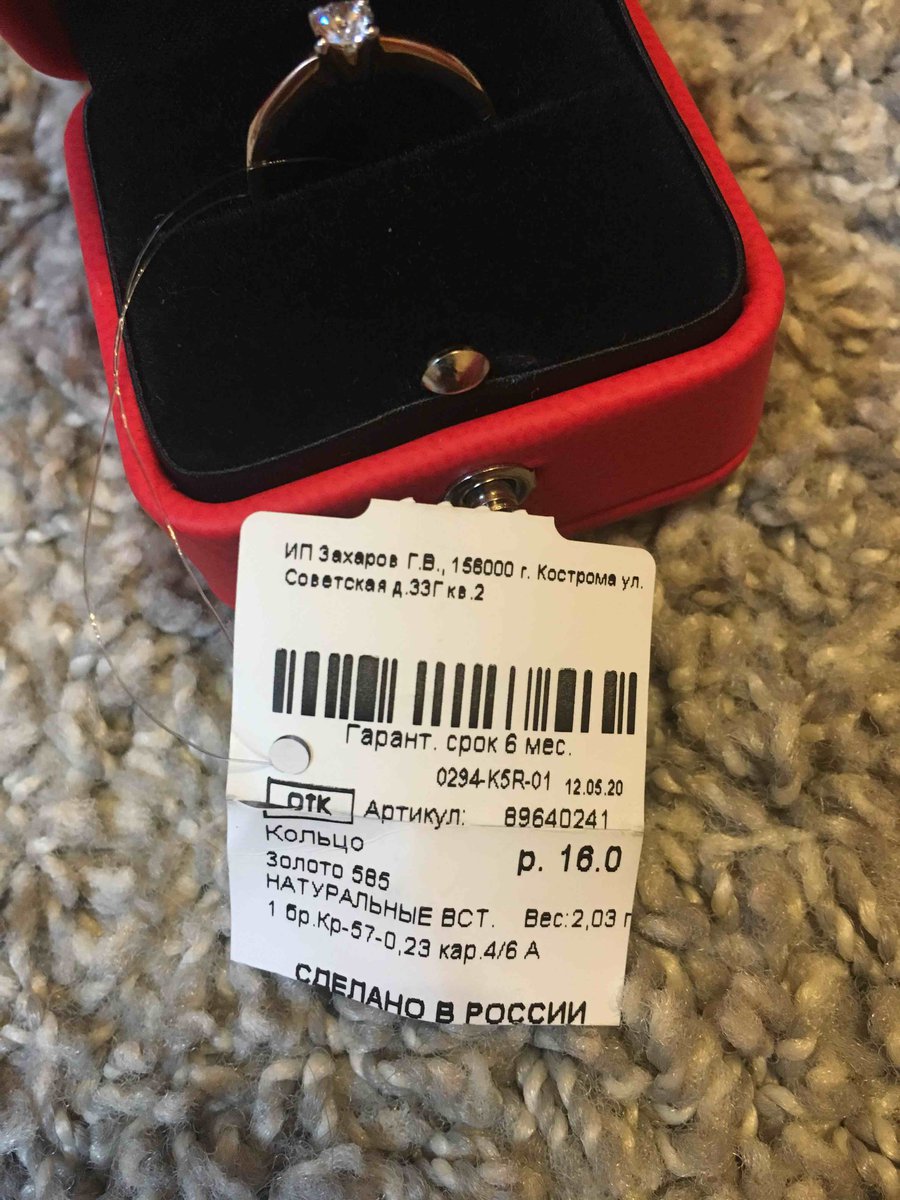 ИП Захаров Г.В., 156000 г. Кострома ул.
Советская д.33Г кв.2
Гарант. срок 6 мес.
0294-K5R-01 12.05.20
ОТК Артикул: 89640241
Кольцо р. 16.0
Золото 585
НАТУРАЛЬНЫЕ ВСТ. Вес:2,03 г
1 бр.Кр-57-0,23 кар.4/6 А
СДЕЛАНО В РОССИИ